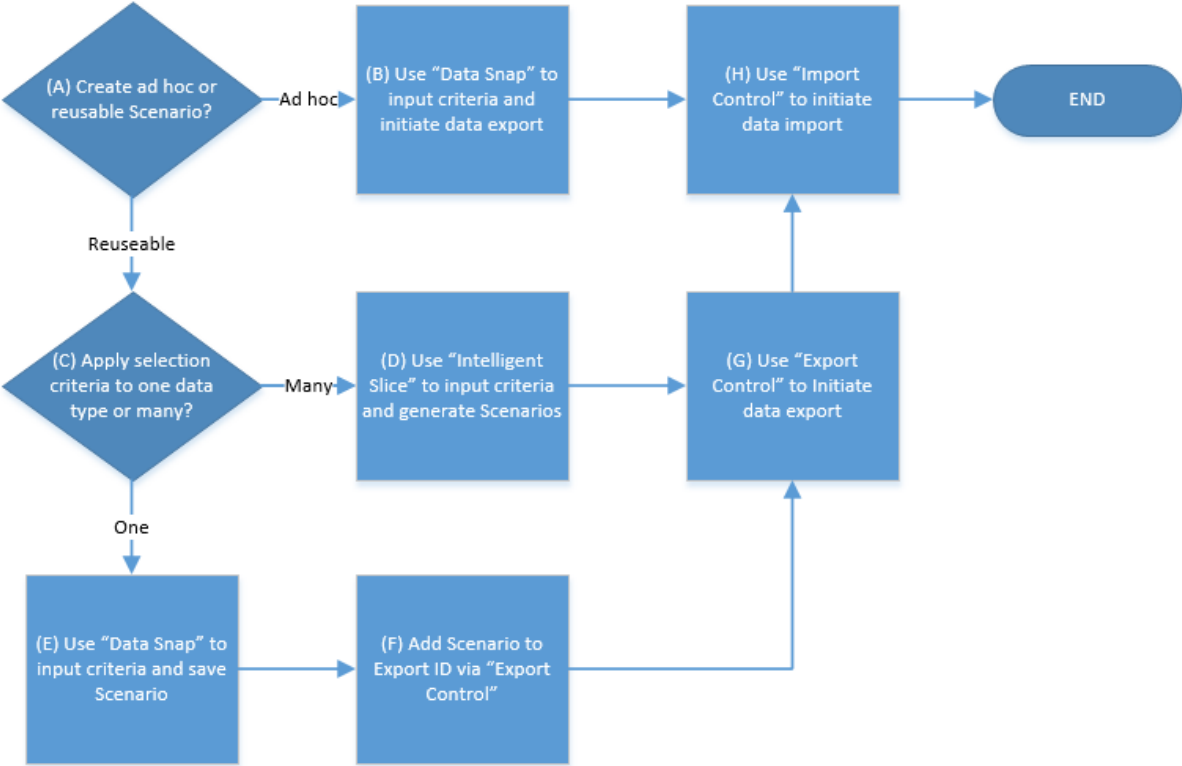 (A) Create ad hoc or
reusable Scenario?
Ad hoc
(B) Use “Data Snap” to
input criteria and
initiate data export
(H) Use “Import
Control” to initiate
data import
END
Reuseable
(C) Apply selection
criteria to one data
type or many?
Many
(D) Use “Intelligent
Slice” to input criteria
and generate Scenarios
(G) Use “Export
Control” to Initiate
data export
One
(E) Use “Data Snap” to
input criteria and save
Scenario
(F) Add Scenario to
Export ID via “Export
Control”